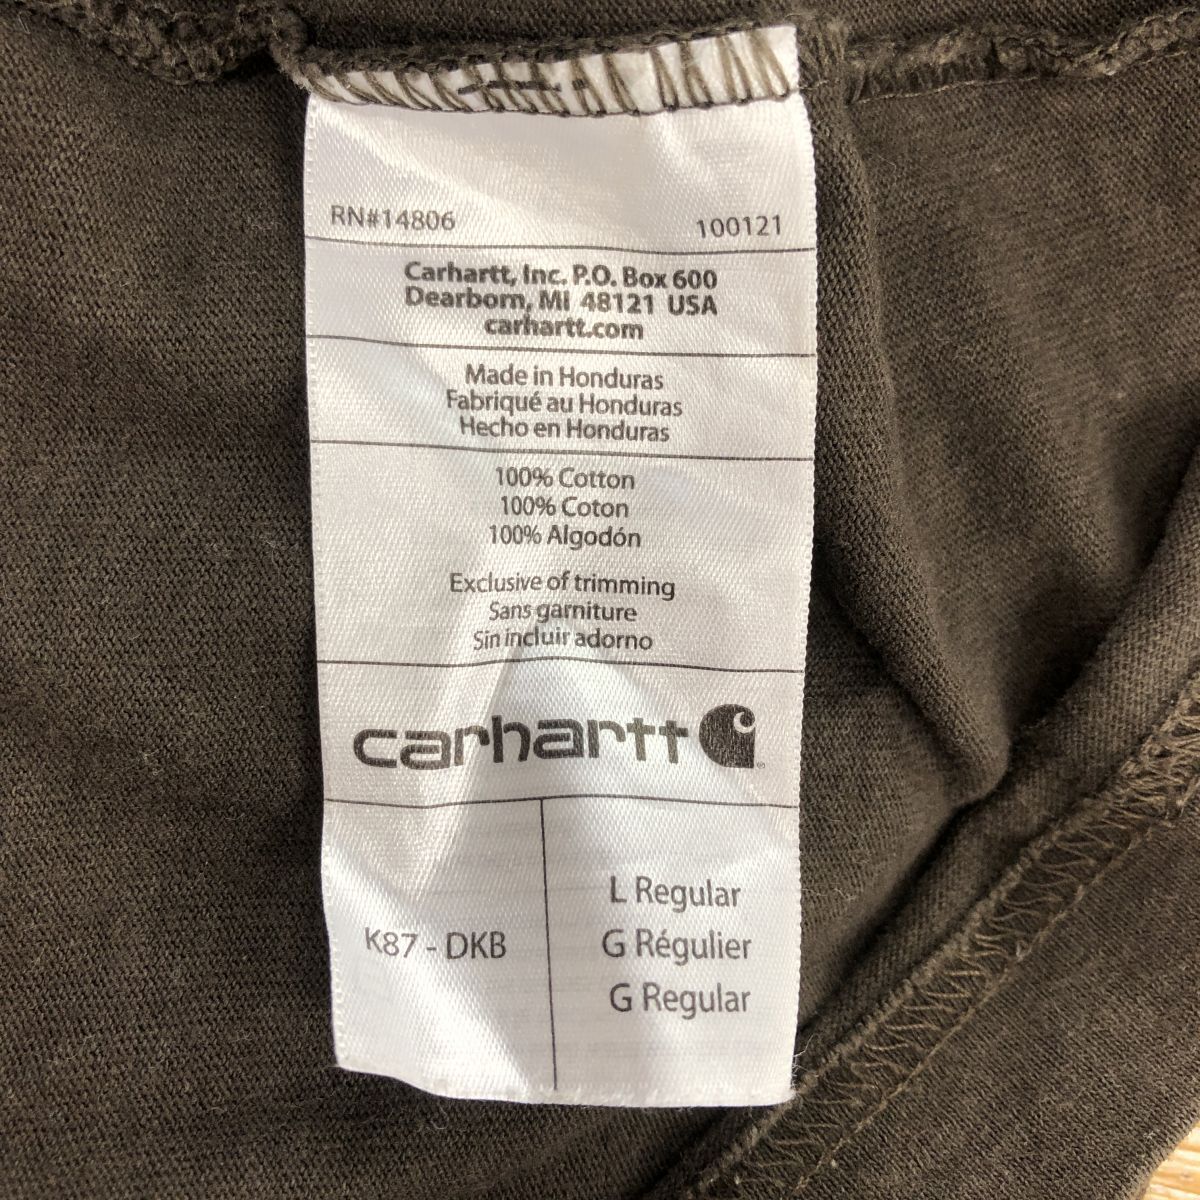 RN#14806 100121
Carhartt, Inc. P.O. Box 600
Dearborn, MI 48121 USA
carhartt.com
Made in Honduras
Fabriqué au Honduras
Hecho en Honduras
100% Cotton
100% Coton
100% Algodón
Exclusive of trimming
Sans garniture
Sin incluir adorno
carhartt
K87 - DKB
L Regular
G Régulier
G Regular